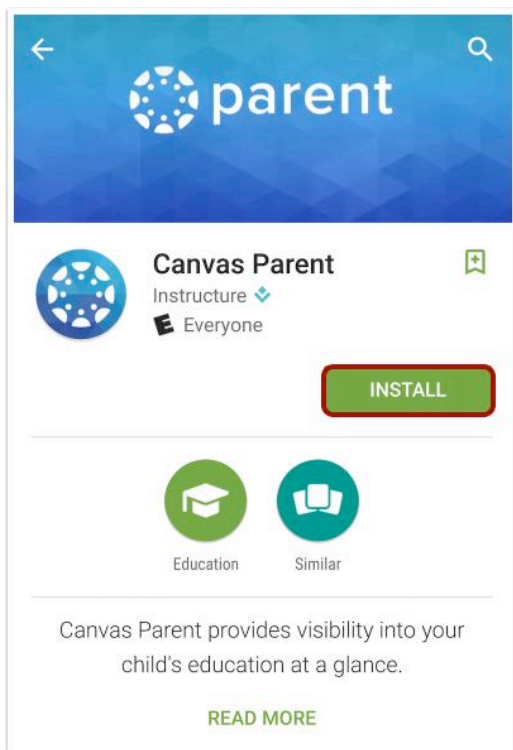 parent
Canvas Parent
Instructure
E Everyone
INSTALL
Education Similar
Canvas Parent provides visibility into your
child's education at a glance.
READ MORE